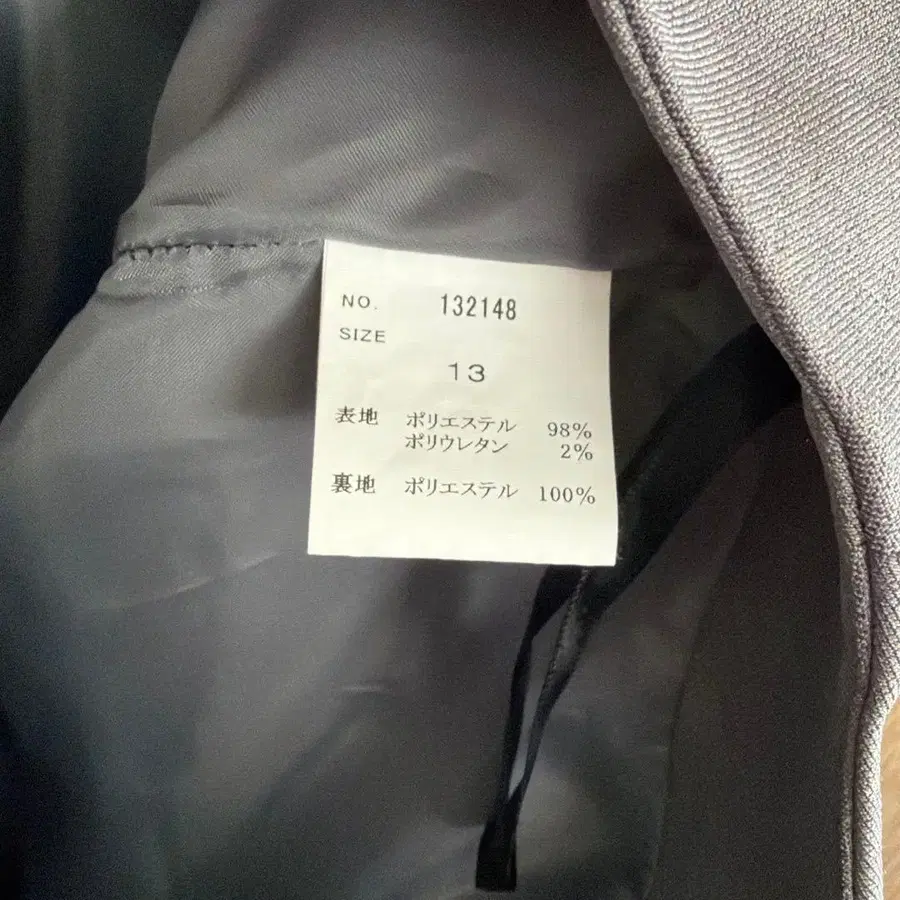 NO. 132148
SIZE
13
表地 ポリエステル 98%
ポリウレタン 2%
裏地 ポリエステル 100%